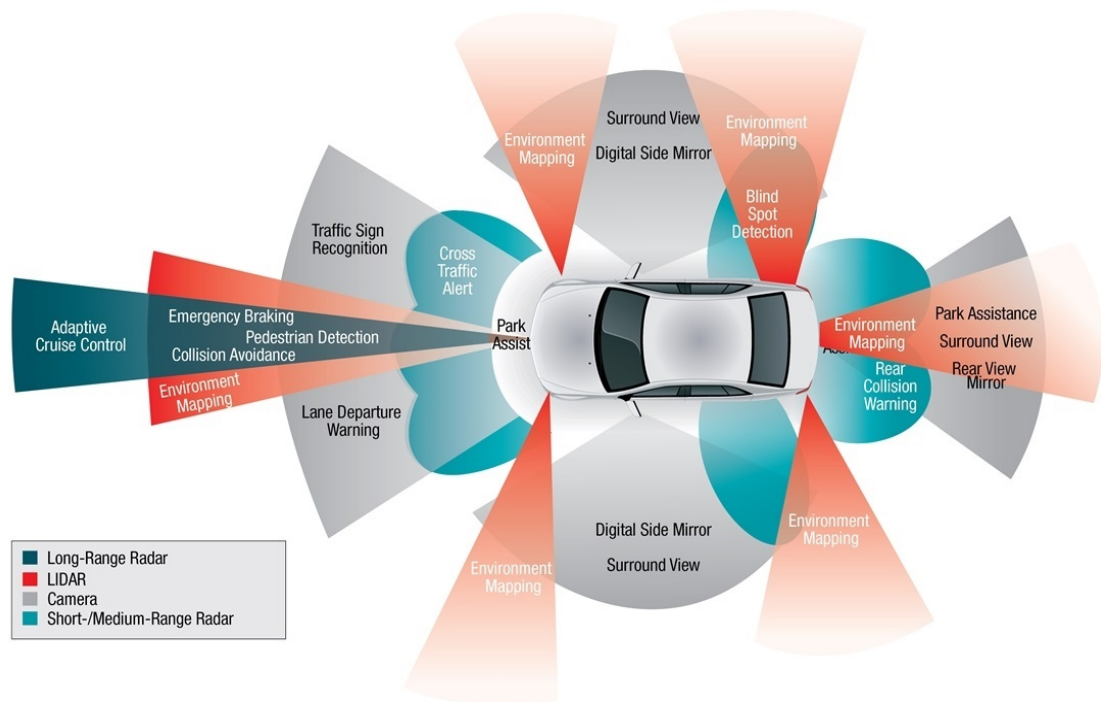 Surround View
Digital Side Mirror
Environment
Mapping
Environment
Mapping
Blind
Spot
Detection
Traffic Sign
Recognition
Cross
Traffic
Alert
Adaptive
Cruise Control
Emergency Braking
Pedestrian Detection
Collision Avoidance
Environment
Mapping
Park
Assist
Lane Departure
Warning
Environment
Mapping
Park Assistance
Surround View
Rear View
Mirror
Rear
Collision
Warning
Digital Side Mirror
Surround View
Environment
Mapping
Environment
Mapping
Long-Range Radar
LIDAR
Camera
Short-/Medium-Range Radar